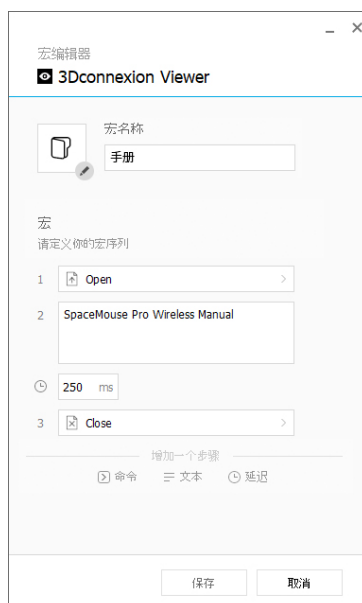 宏编辑器
3Dconnexion Viewer
宏名称
手册
宏
请定义你的宏序列
1 Open
2 SpaceMouse Pro Wireless Manual
250 ms
3 Close
增加一个步骤
命令 文本 延迟
保存 取消